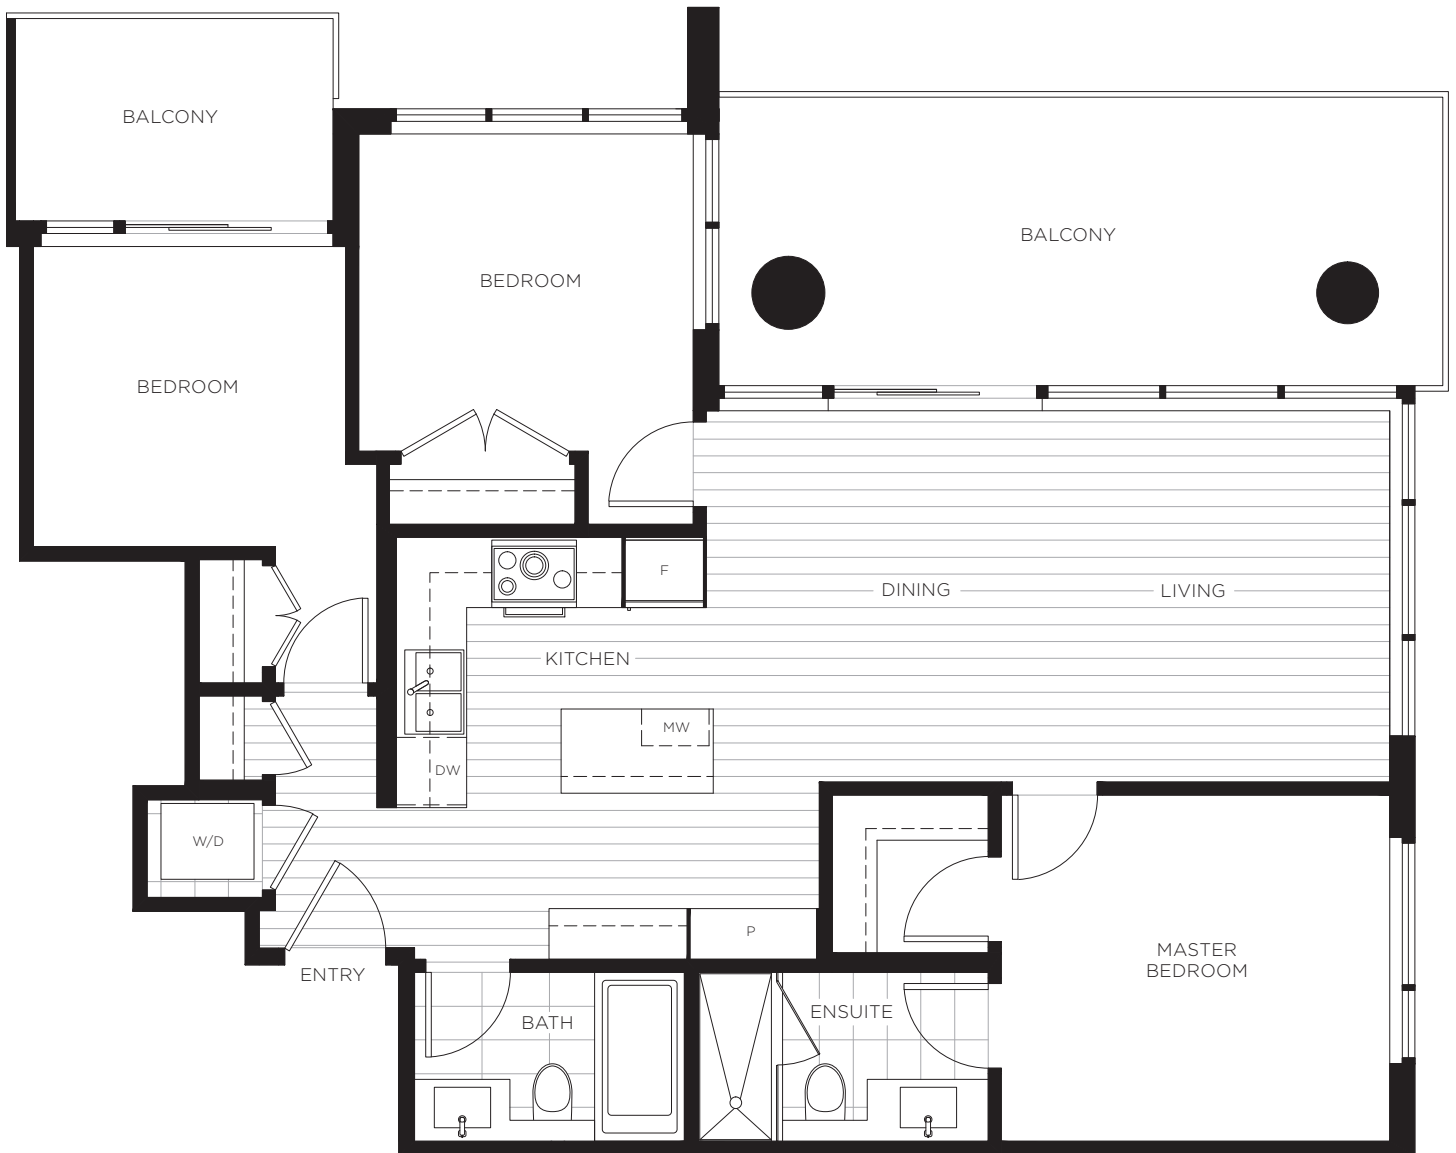 BALCONY
BALCONY
BEDROOM
BEDROOM
F
DINING
LIVING
KITCHEN
MW
DW
W/D
P
MASTER
BEDROOM
ENTRY
BATH
ENSUITE